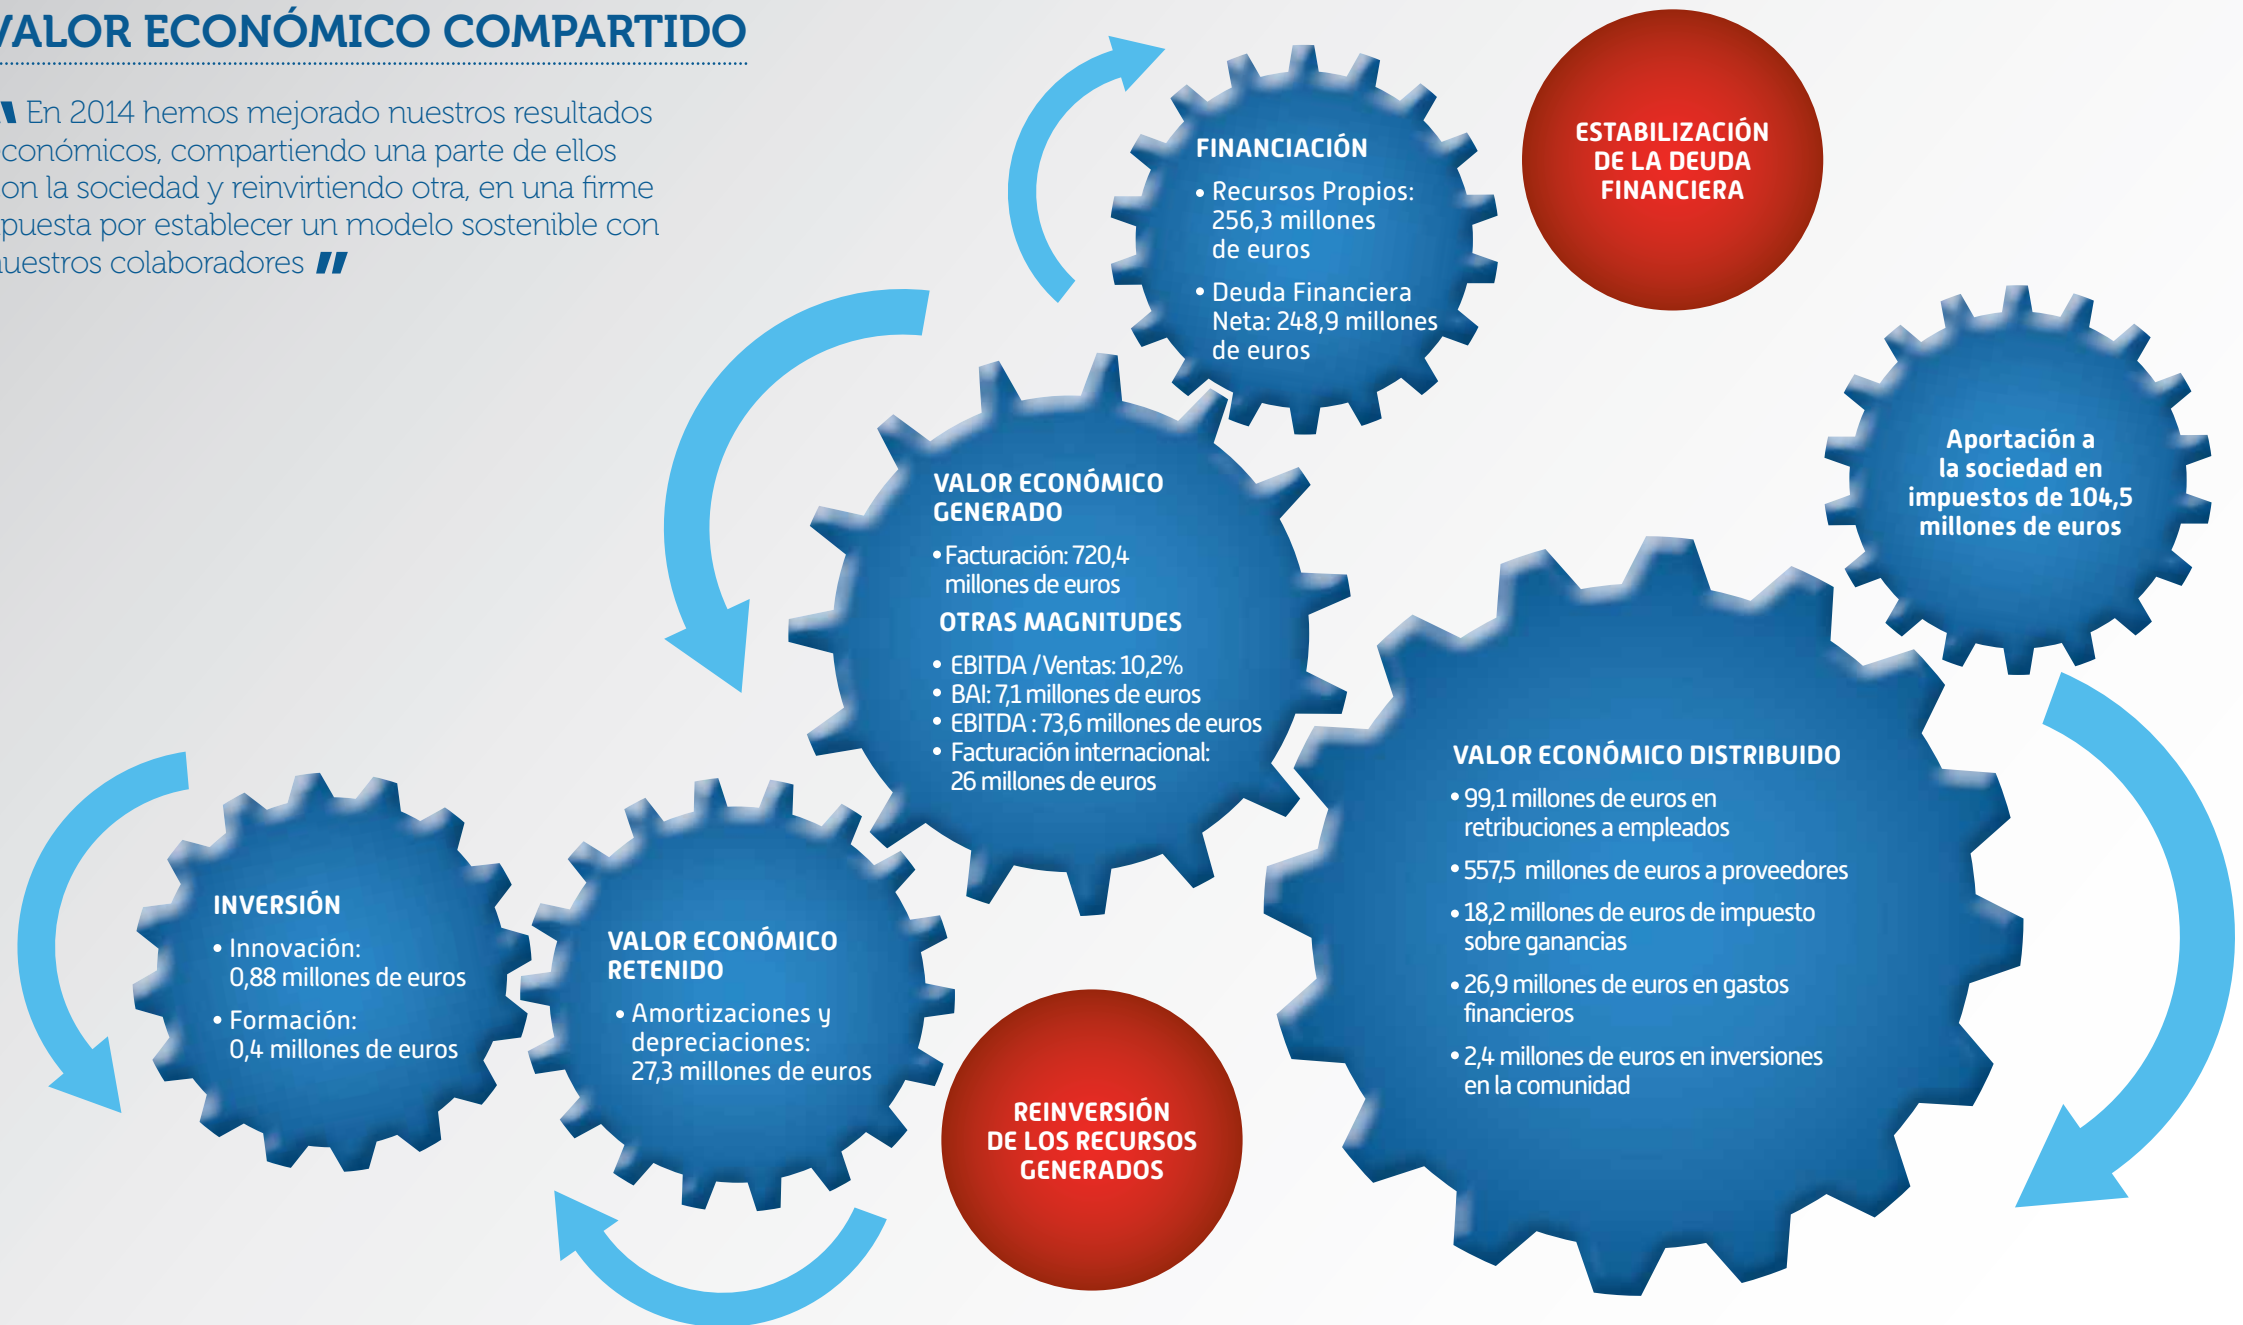 VALOR ECONÓMICO COMPARTIDO
" En 2014 hemos mejorado nuestros resultados
económicos, compartiendo una parte de ellos
on la sociedad y reinvirtiendo otra, en una firme
puesta por establecer un modelo sostenible con
nuestros colaboradores "
FINANCIACIÓN
• Recursos Propios:
256,3 millones
de euros
• Deuda Financiera
Neta: 248,9 millones
de euros
ESTABILIZACIÓN
DE LA DEUDA
FINANCIERA
Aportación a
la sociedad en
impuestos de 104,5
millones de euros
VALOR ECONÓMICO
GENERADO
• Facturación: 720,4
millones de euros
OTRAS MAGNITUDES
• EBITDA /Ventas: 10,2%
• BAI: 7,1 millones de euros
• EBITDA : 73,6 millones de euros
• Facturación internacional:
26 millones de euros
VALOR ECONÓMICO DISTRIBUIDO
• 99,1 millones de euros en
retribuciones a empleados
• 557,5 millones de euros a proveedores
• 18,2 millones de euros de impuesto
sobre ganancias
• 26,9 millones de euros en gastos
financieros
• 2,4 millones de euros en inversiones
en la comunidad
INVERSIÓN
• Innovación:
0,88 millones de euros
• Formación:
0,4 millones de euros
VALOR ECONÓMICO
RETENIDO
• Amortizaciones y
depreciaciones:
27,3 millones de euros
REINVERSIÓN
DE LOS RECURSOS
GENERADOS